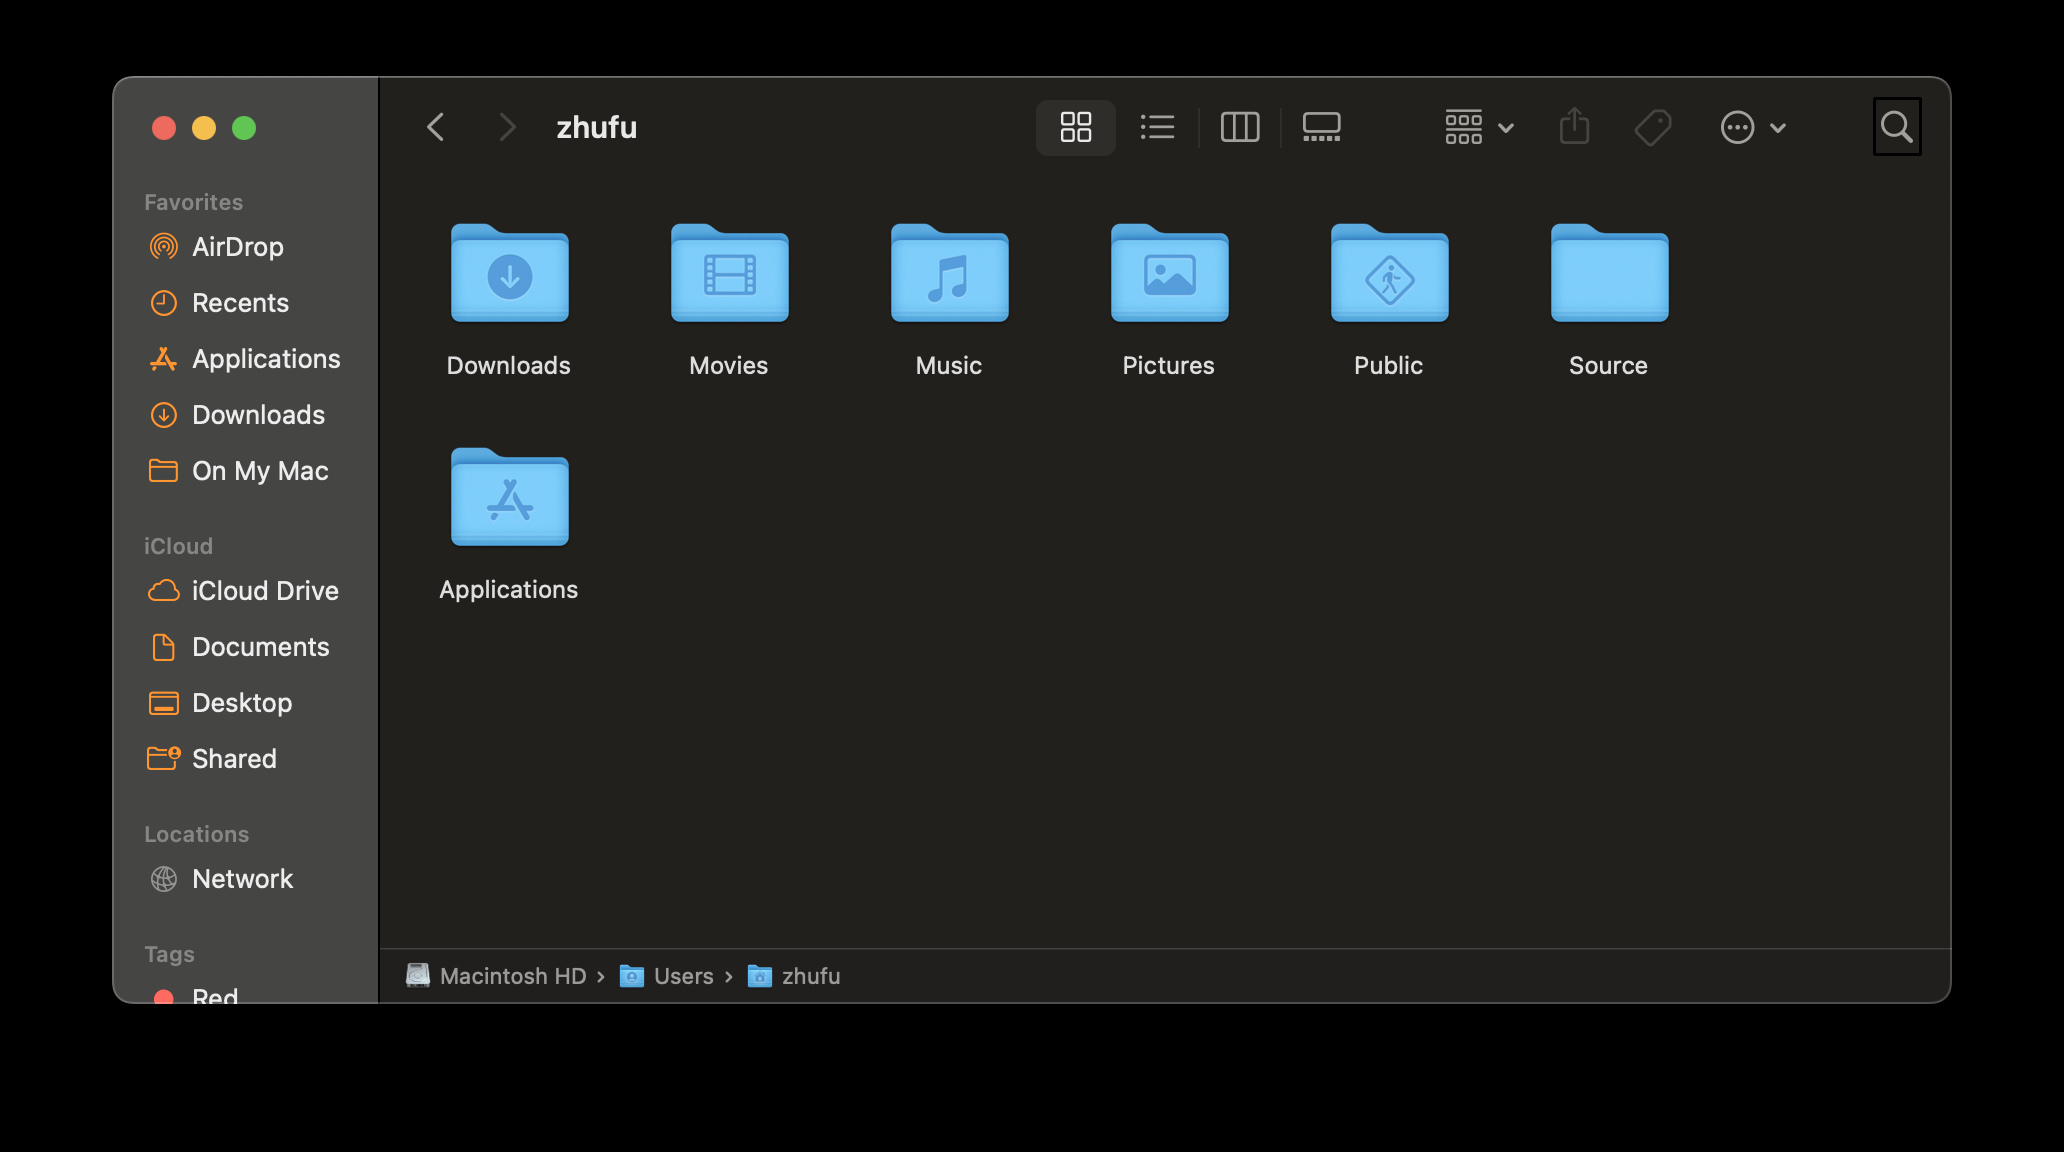 zhufu
Favorites
AirDrop
Recents
Applications
Downloads
On My Mac
iCloud
iCloud Drive
Documents
Desktop
Shared
Locations
Network
Tags
Red
Downloads Movies Music Pictures Public Source
Applications
Macintosh HD › Users › zhufu